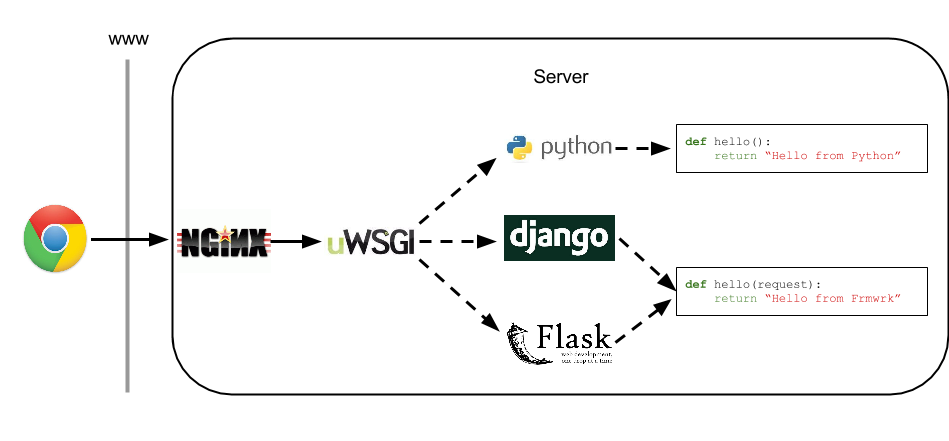 www
Server
python
def hello():
return “Hello from Python”
NGINX
uWSGI
django
def hello(request):
return “Hello from Frmwrk”
Flask
web development,
one drop at a time